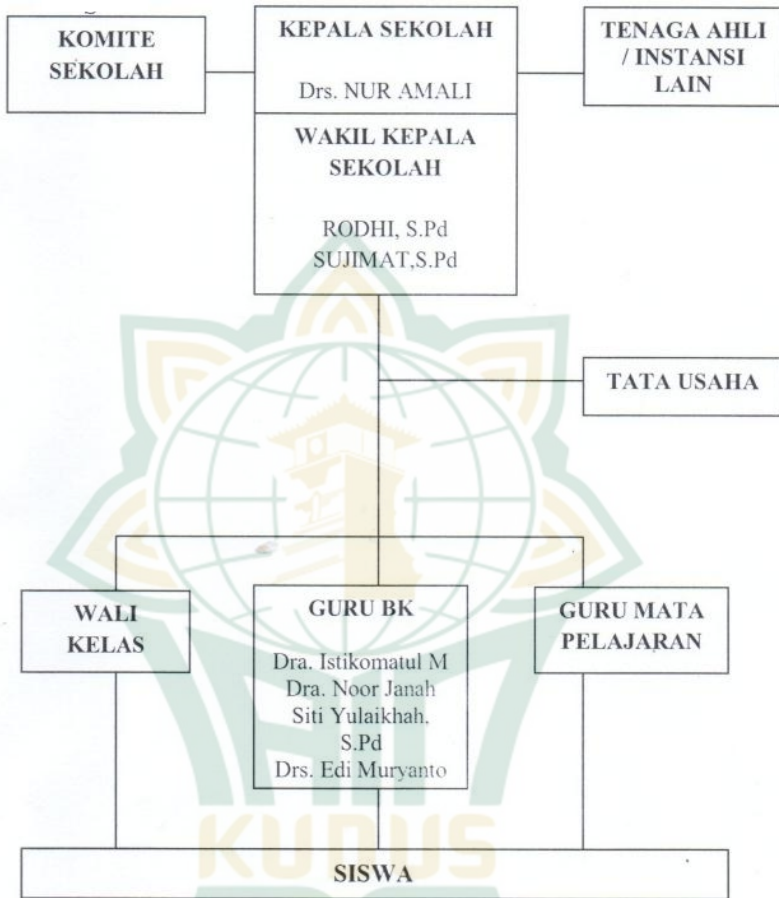 KOMITE
SEKOLAH
KEPALA SEKOLAH
Drs. NUR AMALI
TENAGA AHLI
/ INSTANSI
LAIN
WAKIL KEPALA
SEKOLAH
RODHI, S.Pd
SUJIMAT,S.Pd
TATA USAHA
WALI
KELAS
GURU BK
Dra. Istikomatul M
Dra. Noor Janah
Siti Yulaikhah,
S.Pd
Drs. Edi Muryanto
GURU MATA
PELAJARAN
KUDUS
SISWA